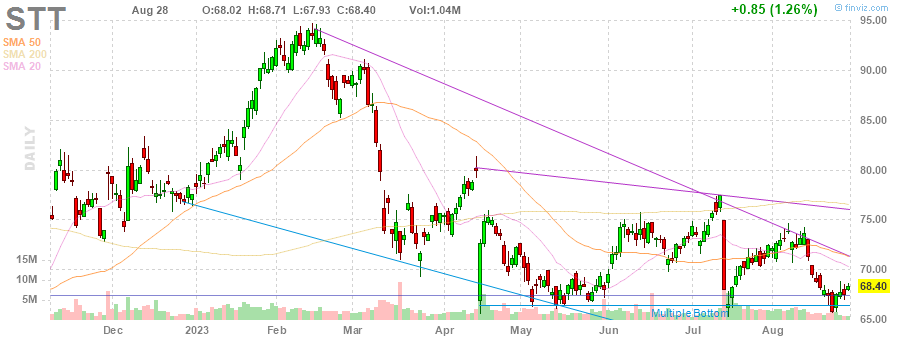 STT Aug 28 O:68.02 H:68.71 L:67.93 C:68.40 Vol:1.04M +0.85 (1.26%) @ finviz.com
SMA 50
SMA 200
SMA 20
DAILY
95.00
90.00
85.00
80.00
75.00
70.00
68.40
65.00
15M
10M
5M
Multiple Bottom
Dec 2023 Feb Mar Apr May Jun Jul Aug